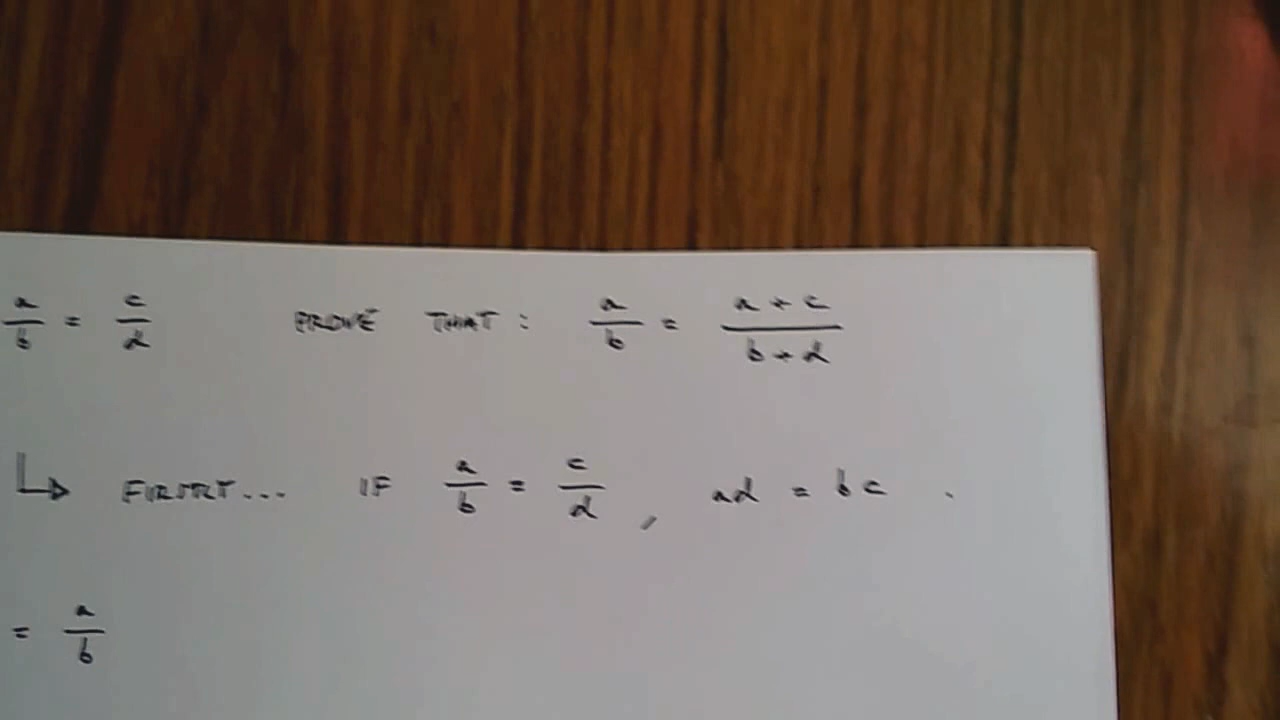 a/b = c/d PROVE THAT: a/b = a+c/b+d
↳ FIRST... IF a/b = c/d, ad = bc .
= a/b